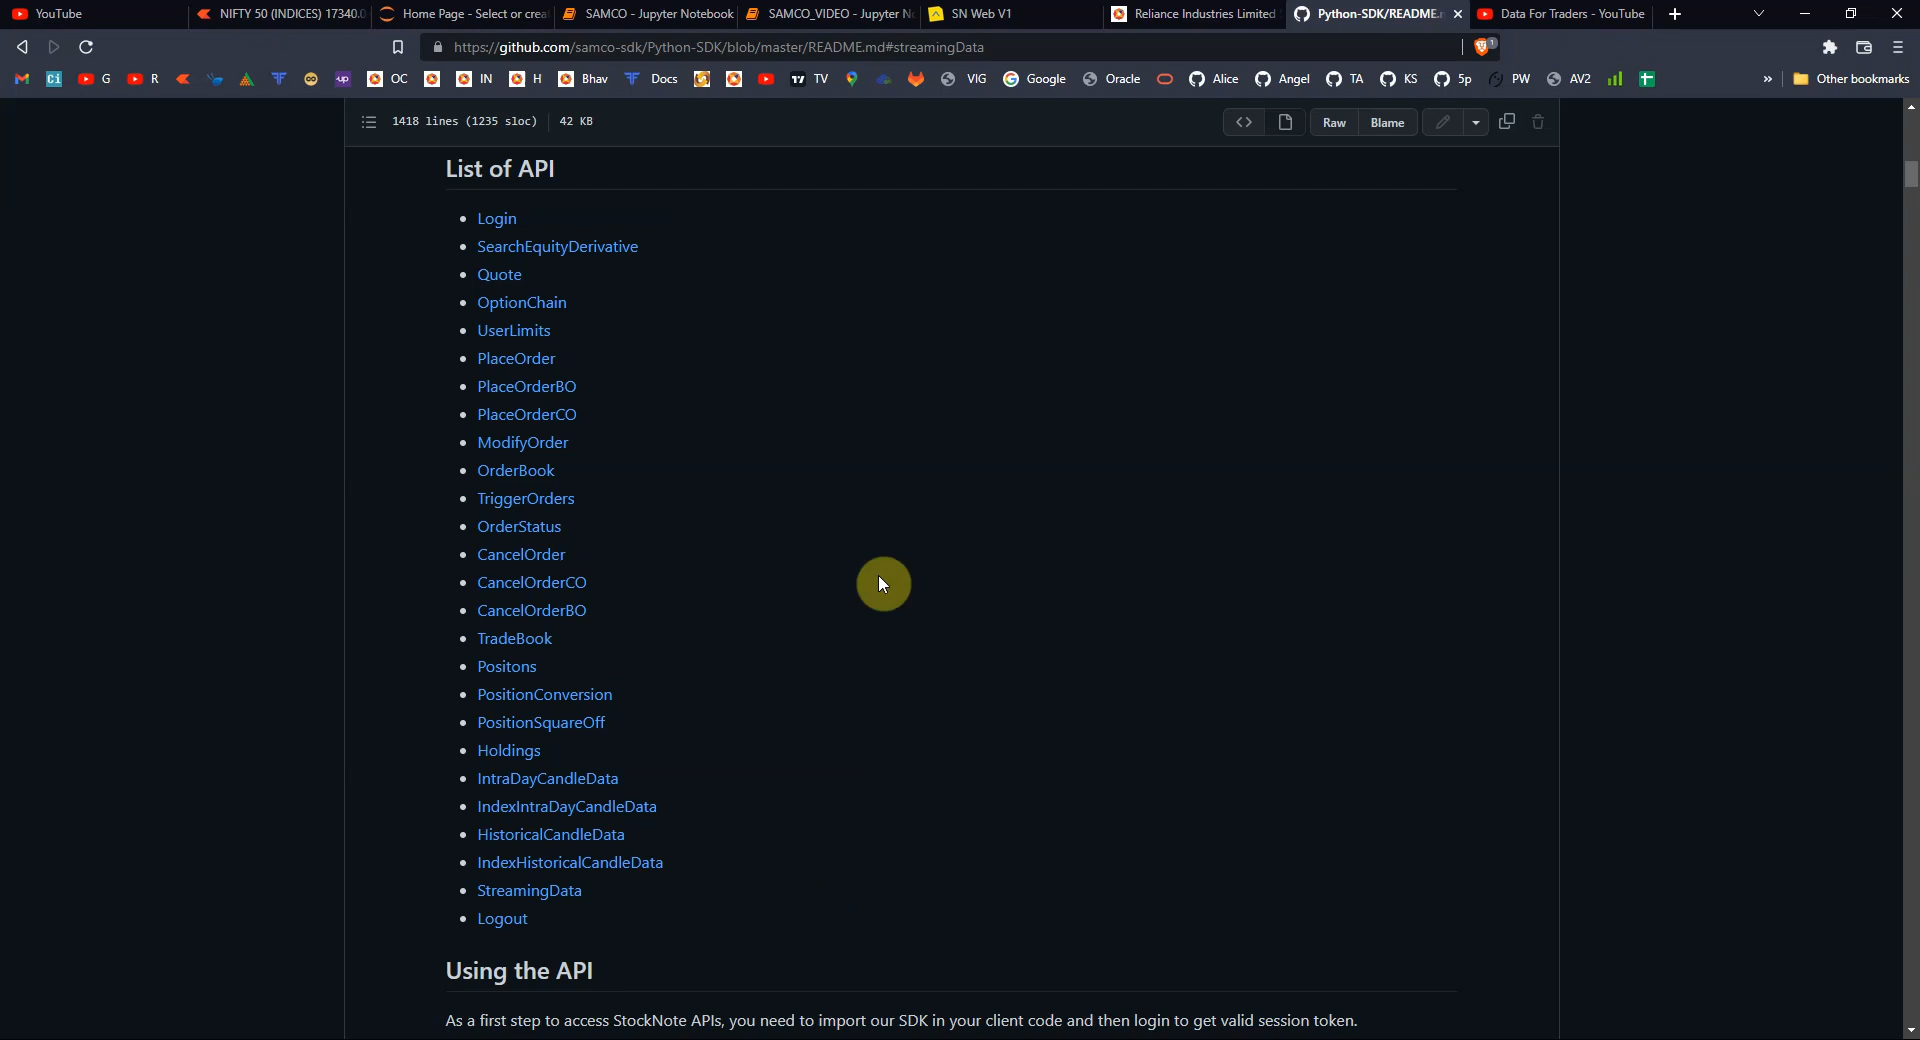 YouTube
NIFTY 50 (INDICES) 17340.0
Home Page - Select or crea
SAMCO - Jupyter Notebook
SAMCO_VIDEO - Jupyter N
SN Web V1
Reliance Industries Limited
Python-SDK/README.
Data For Traders - YouTube
https://github.com/samco-sdk/Python-SDK/blob/master/README.md#streamingData
1
Ci
G
R
up
OC
IN
H
Bhav
Docs
TV
VIG
Google
Oracle
Alice
Angel
TA
KS
5p
PW
AV2
»
Other bookmarks
1418 lines (1235 sloc)
42 KB
Raw
Blame
List of API
Login
SearchEquityDerivative
Quote
OptionChain
UserLimits
PlaceOrder
PlaceOrderBO
PlaceOrderCO
ModifyOrder
OrderBook
TriggerOrders
OrderStatus
CancelOrder
CancelOrderCO
CancelOrderBO
TradeBook
Positons
PositionConversion
PositionSquareOff
Holdings
IntraDayCandleData
IndexIntraDayCandleData
HistoricalCandleData
IndexHistoricalCandleData
StreamingData
Logout
Using the API
As a first step to access StockNote APIs, you need to import our SDK in your client code and then login to get valid session token.